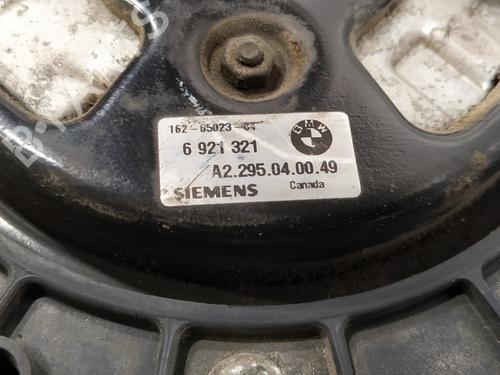 162-65023-04
BMW
6 921 321
A2.295.04.00.49
SIEMENS
Canada